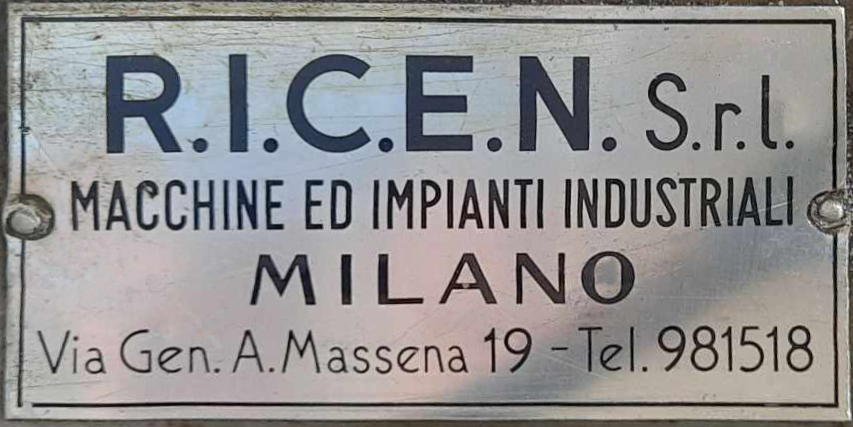 R.I.C.E.N. S.r.l.
MACCHINE ED IMPIANTI INDUSTRIALI
MILANO
Via Gen. A. Massena 19 - Tel. 981518